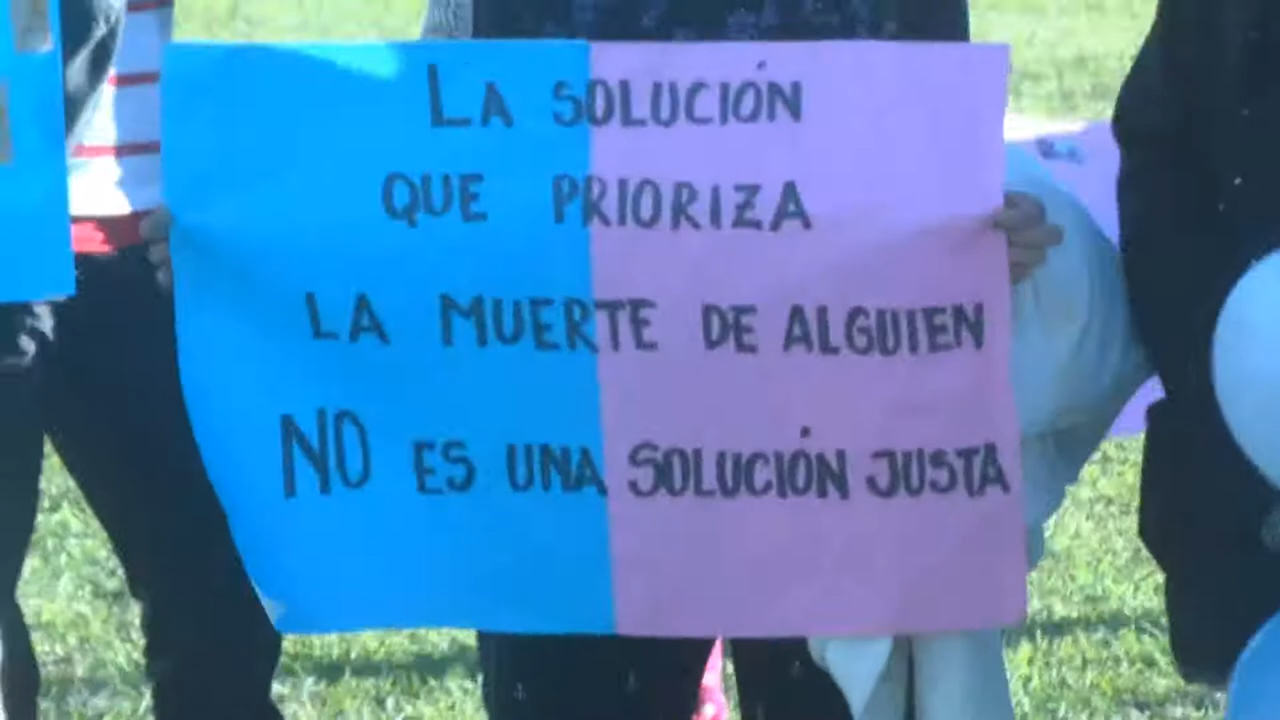 LA SOLUCIÓN
QUE PRIORIZA
LA MUERTE DE ALGUIEN
NO ES UNA SOLUCIÓN JUSTA